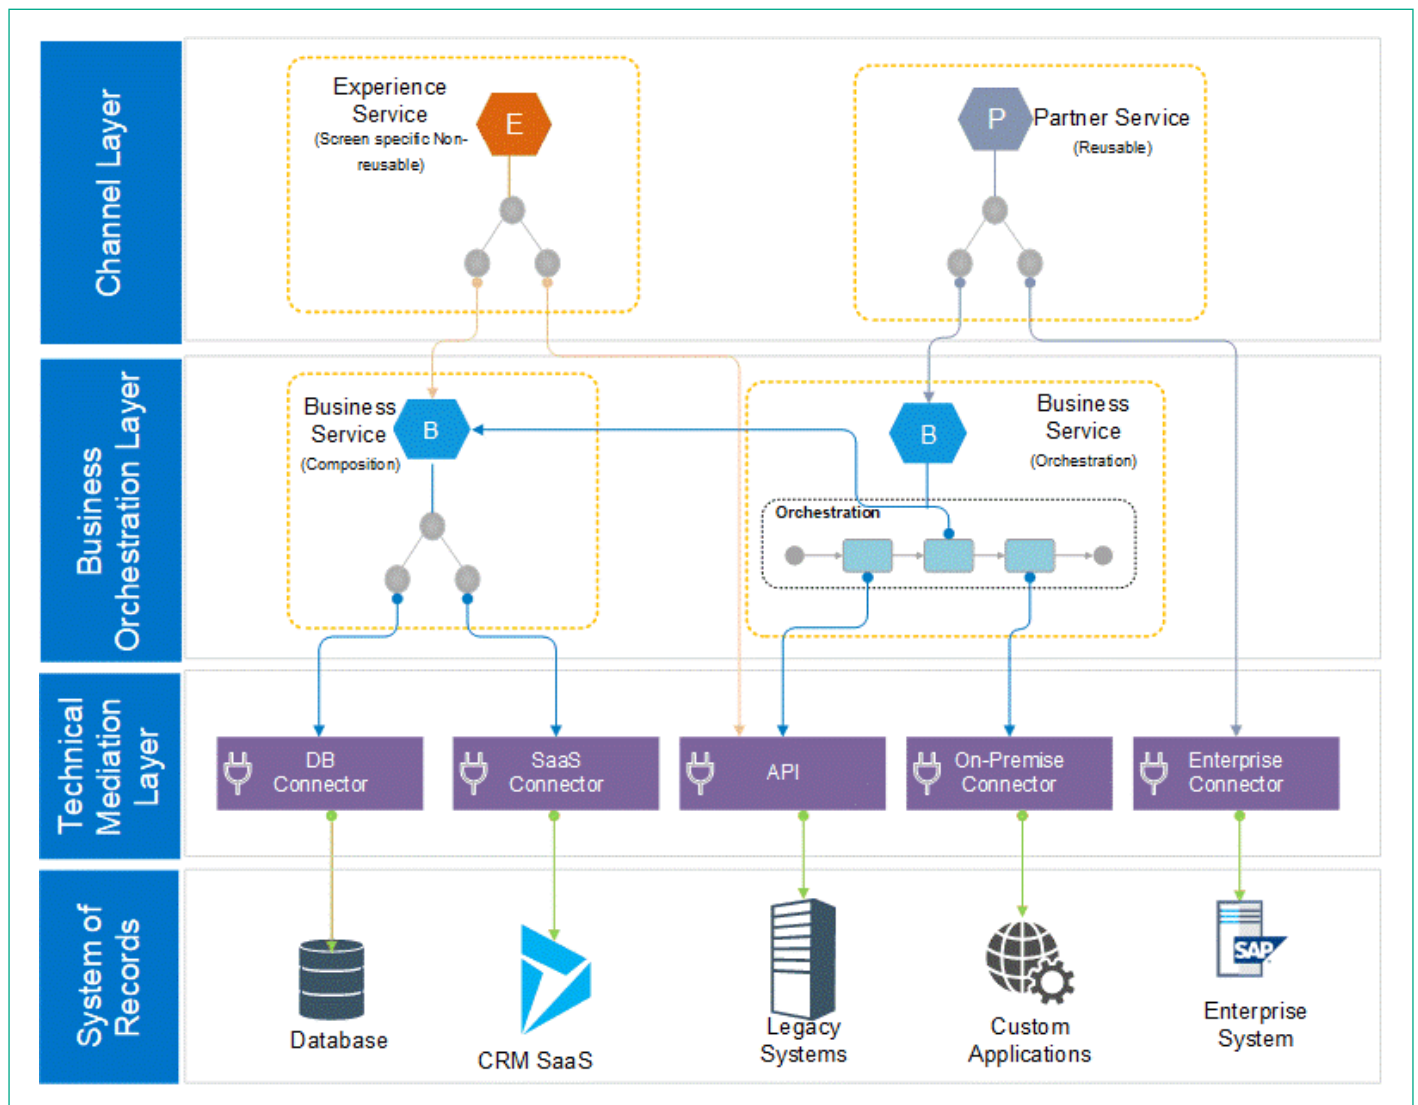 Channel Layer
Experience
Service
(Screen specific Non-
reusable)
E
P
Partner Service
(Reusable)
Business
Orchestration Layer
Business
Service
(Composition)
B
B
Business
Service
(Orchestration)
Orchestration
Technical
Mediation
Layer
DB
Connector
SaaS
Connector
API
On-Premise
Connector
Enterprise
Connector
System of
Records
Database
CRM SaaS
Legacy
Systems
Custom
Applications
SAP
Enterprise
System